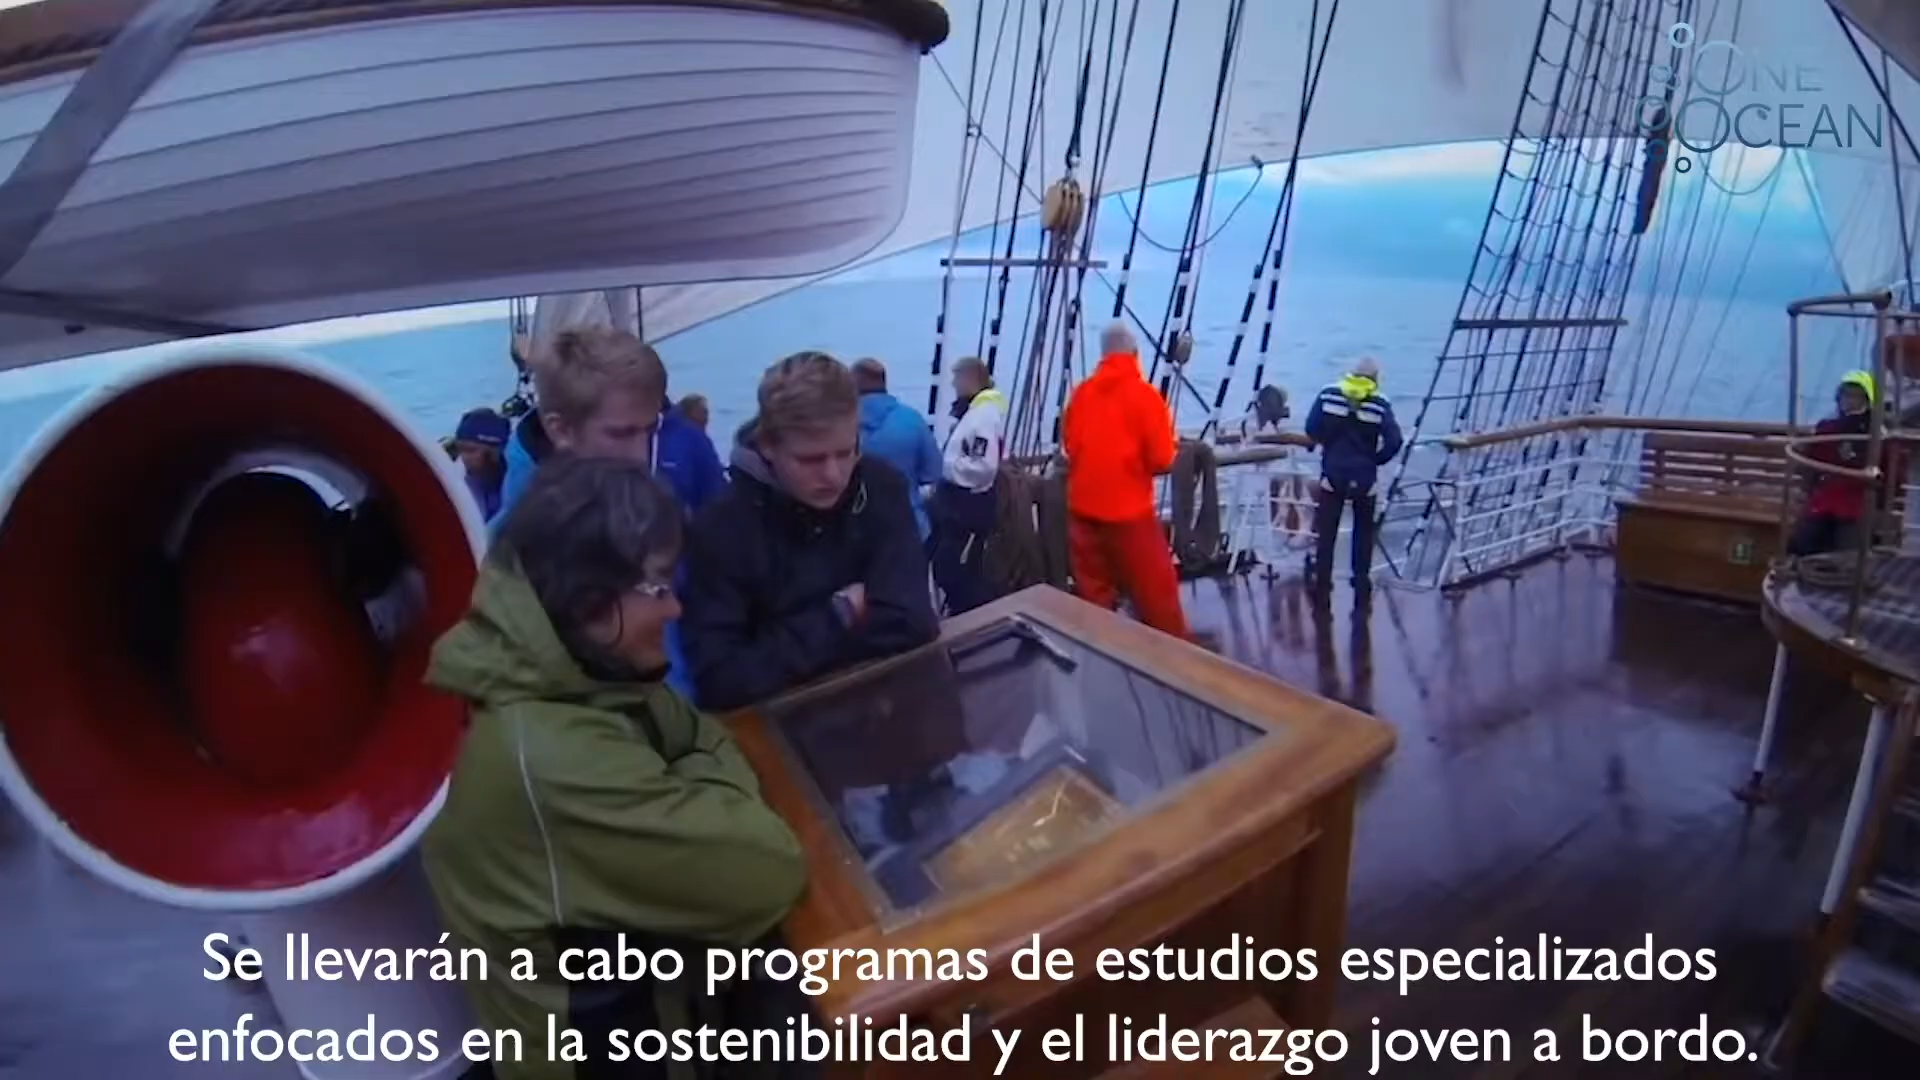 ONE
OCEAN
Se llevarán a cabo programas de estudios especializados
enfocados en la sostenibilidad y el liderazgo joven a bordo.